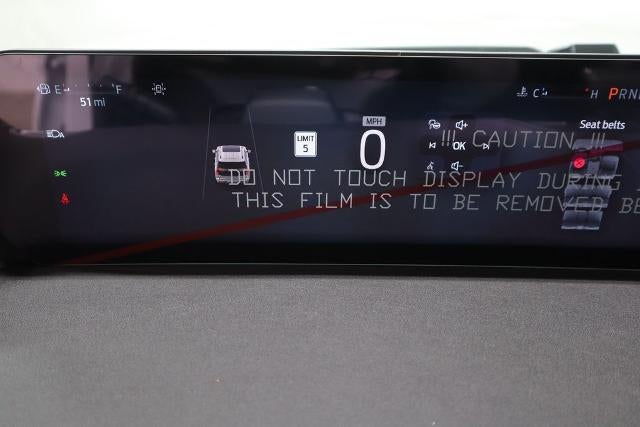 E F
51 mi
LIMIT
5
MPH
0
OK
C H
PRN
Seat belts
!!! CAUTION !!!
DO NOT TOUCH DISPLAY DURING
THIS FILM IS TO BE REMOVED BE